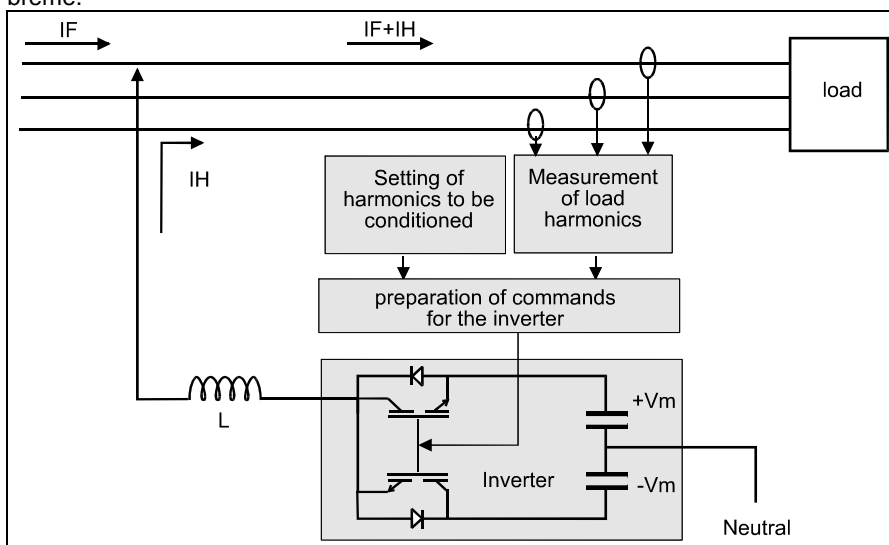 breme.
IF
IF+IH
load
IH
Setting of
harmonics to be
conditioned
Measurement
of load
harmonics
preparation of commands
for the inverter
L
+Vm
Inverter
-Vm
Neutral